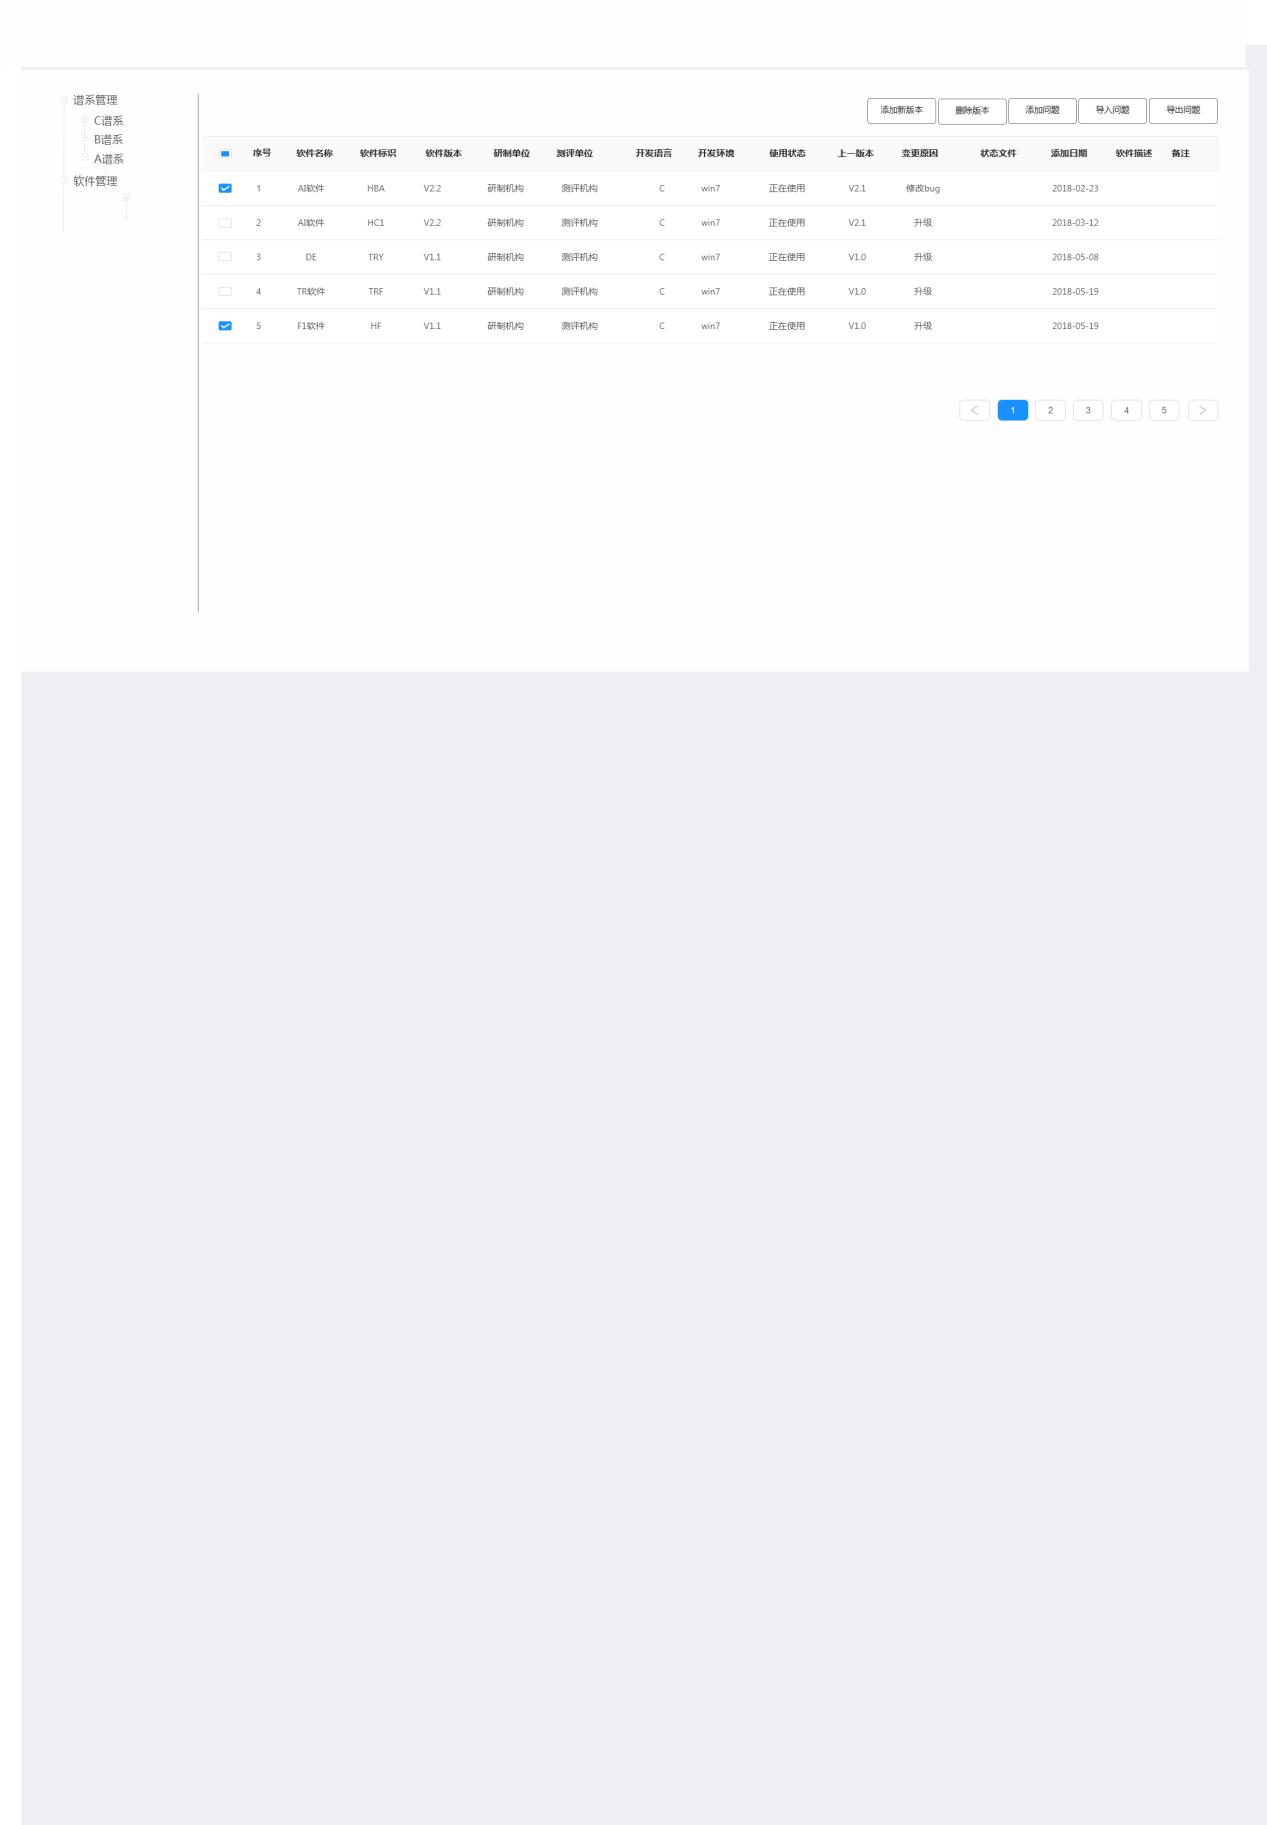 谱系管理
C谱系
B谱系
A谱系
软件管理
添加新版本 删除版本 添加问题 导入问题 导出问题
序号 软件名称 软件标识 软件版本 研制单位 测评单位 开发语言 开发环境 使用状态 上一版本 变更原因 状态文件 添加日期 软件描述 备注
1 AI软件 HBA V2.2 研制机构 测评机构 C win7 正在使用 V2.1 修改bug 2018-02-23
2 AI软件 HC1 V2.2 研制机构 测评机构 C win7 正在使用 V2.1 升级 2018-03-12
3 DE TRY V1.1 研制机构 测评机构 C win7 正在使用 V1.0 升级 2018-05-08
4 TR软件 TRF V1.1 研制机构 测评机构 C win7 正在使用 V1.0 升级 2018-05-19
5 F1软件 HF V1.1 研制机构 测评机构 C win7 正在使用 V1.0 升级 2018-05-19
< 1 2 3 4 5 >